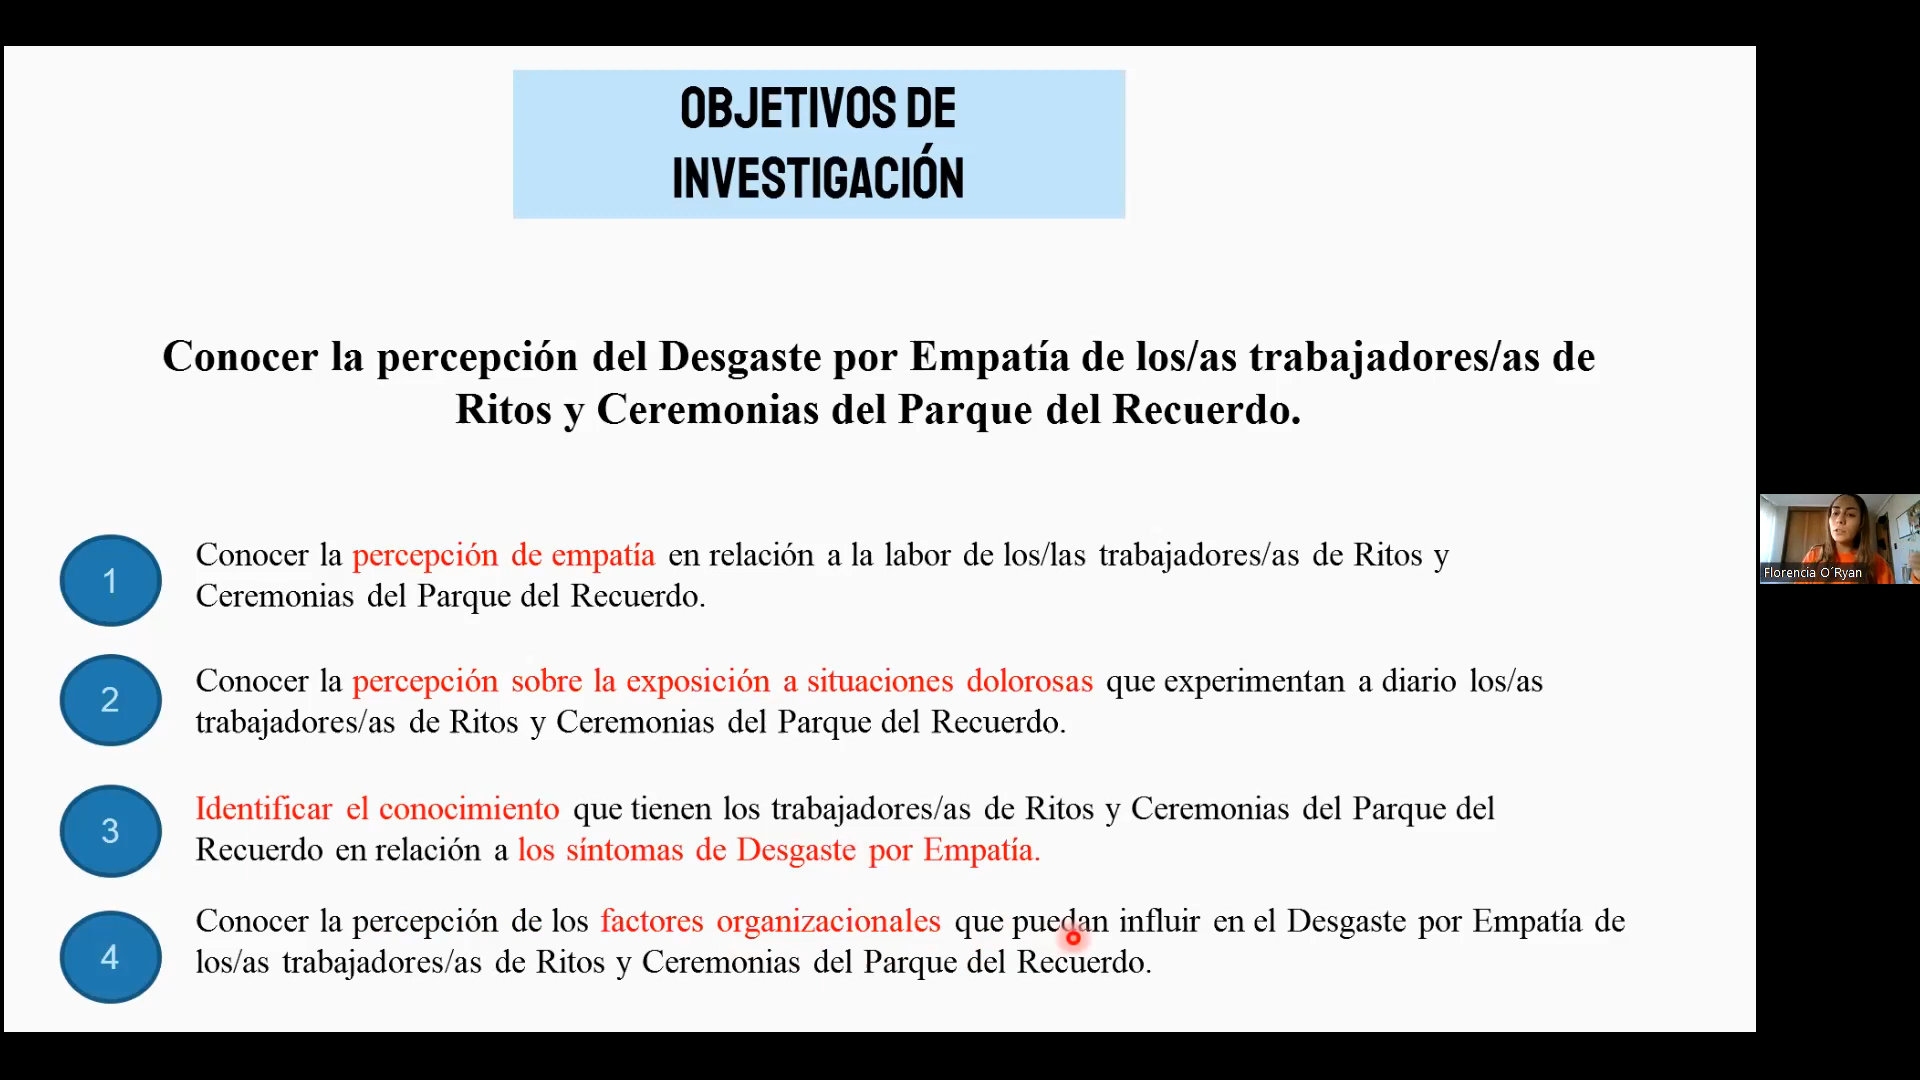 OBJETIVOS DE
INVESTIGACIÓN
Conocer la percepción del Desgaste por Empatía de los/as trabajadores/as de
Ritos y Ceremonias del Parque del Recuerdo.
1
Conocer la percepción de empatía en relación a la labor de los/las trabajadores/as de Ritos y
Ceremonias del Parque del Recuerdo.
2
Conocer la percepción sobre la exposición a situaciones dolorosas que experimentan a diario los/as
trabajadores/as de Ritos y Ceremonias del Parque del Recuerdo.
3
Identificar el conocimiento que tienen los trabajadores/as de Ritos y Ceremonias del Parque del
Recuerdo en relación a los síntomas de Desgaste por Empatía.
4
Conocer la percepción de los factores organizacionales que puedan influir en el Desgaste por Empatía de
los/as trabajadores/as de Ritos y Ceremonias del Parque del Recuerdo.
Florencia O´Ryan